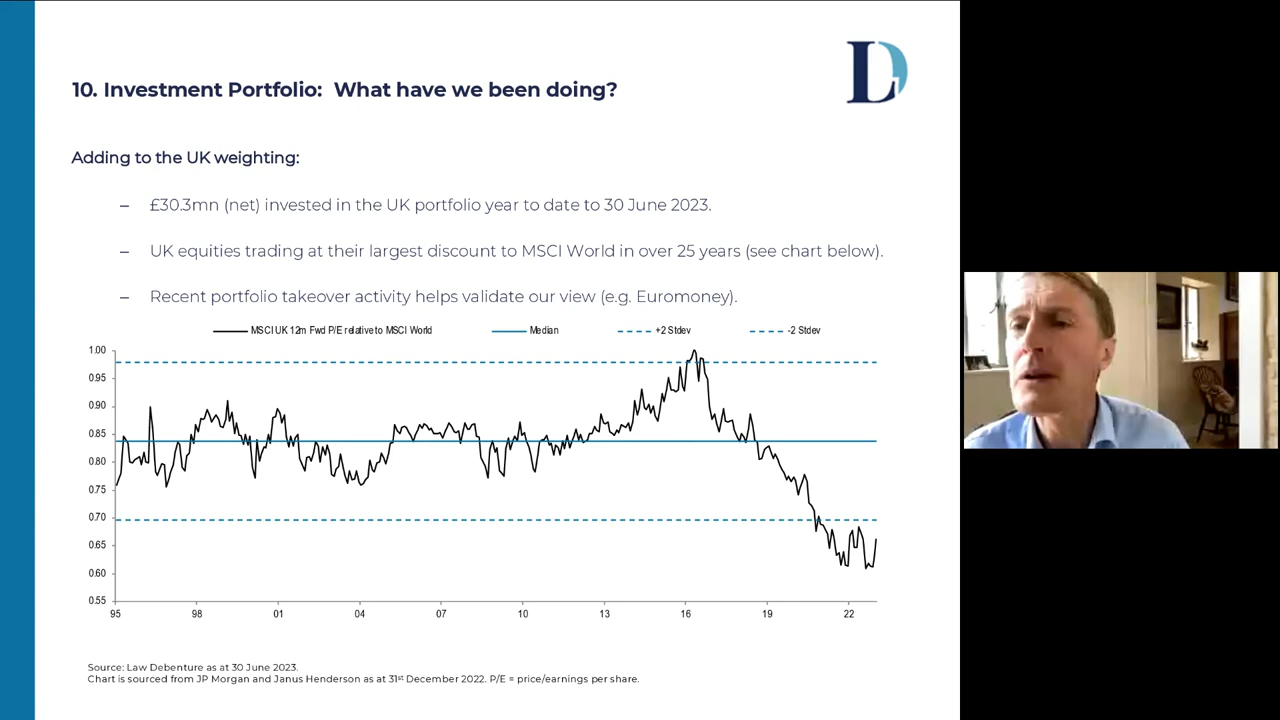 LD
10. Investment Portfolio: What have we been doing?
Adding to the UK weighting:
– £30.3mn (net) invested in the UK portfolio year to date to 30 June 2023.
– UK equities trading at their largest discount to MSCI World in over 25 years (see chart below).
– Recent portfolio takeover activity helps validate our view (e.g. Euromoney).
MSCI UK 12m Fwd P/E relative to MSCI World Median +2 Stdev -2 Stdev
1.00
0.95
0.90
0.85
0.80
0.75
0.70
0.65
0.60
0.55
95 98 01 04 07 10 13 16 19 22
Source: Law Debenture as at 30 June 2023.
Chart is sourced from JP Morgan and Janus Henderson as at 31st December 2022. P/E = price/earnings per share.